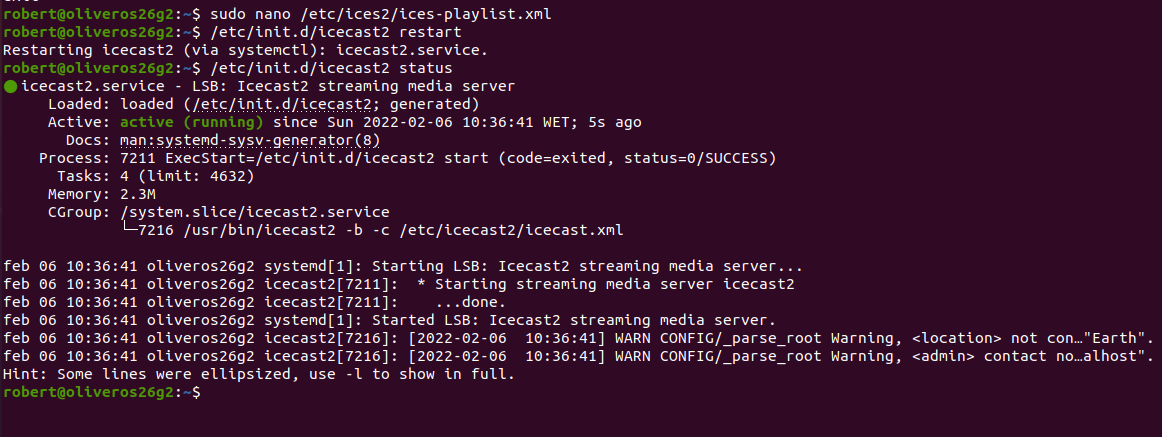 robert@oliveros26g2:~$ sudo nano /etc/ices2/ices-playlist.xml
robert@oliveros26g2:~$ /etc/init.d/icecast2 restart
Restarting icecast2 (via systemctl): icecast2.service.
robert@oliveros26g2:~$ /etc/init.d/icecast2 status
● icecast2.service - LSB: Icecast2 streaming media server
     Loaded: loaded (/etc/init.d/icecast2; generated)
     Active: active (running) since Sun 2022-02-06 10:36:41 WET; 5s ago
       Docs: man:systemd-sysv-generator(8)
    Process: 7211 ExecStart=/etc/init.d/icecast2 start (code=exited, status=0/SUCCESS)
      Tasks: 4 (limit: 4632)
     Memory: 2.3M
     CGroup: /system.slice/icecast2.service
             └─7216 /usr/bin/icecast2 -b -c /etc/icecast2/icecast.xml
feb 06 10:36:41 oliveros26g2 systemd[1]: Starting LSB: Icecast2 streaming media server...
feb 06 10:36:41 oliveros26g2 icecast2[7211]:  * Starting streaming media server icecast2
feb 06 10:36:41 oliveros26g2 icecast2[7211]:    ...done.
feb 06 10:36:41 oliveros26g2 systemd[1]: Started LSB: Icecast2 streaming media server.
feb 06 10:36:41 oliveros26g2 icecast2[7216]: [2022-02-06  10:36:41] WARN CONFIG/_parse_root Warning, <location> not con…"Earth".
feb 06 10:36:41 oliveros26g2 icecast2[7216]: [2022-02-06  10:36:41] WARN CONFIG/_parse_root Warning, <admin> contact no…alhost".
Hint: Some lines were ellipsized, use -l to show in full.
robert@oliveros26g2:~$